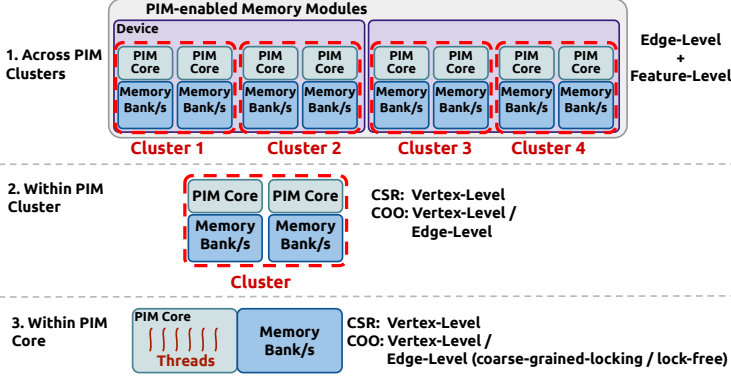 PIM-enabled Memory Modules
Device
1. Across PIM
Clusters
PIM Core PIM Core PIM Core PIM Core PIM Core PIM Core PIM Core PIM Core
Memory Bank/s Memory Bank/s Memory Bank/s Memory Bank/s Memory Bank/s Memory Bank/s Memory Bank/s Memory Bank/s
Cluster 1 Cluster 2 Cluster 3 Cluster 4
Edge-Level
+
Feature-Level
2. Within PIM
Cluster
PIM Core PIM Core
Memory Bank/s Memory Bank/s
Cluster
CSR: Vertex-Level
COO: Vertex-Level /
Edge-Level
3. Within PIM
Core
PIM Core
Threads
Memory
Bank/s
CSR: Vertex-Level
COO: Vertex-Level /
Edge-Level (coarse-grained-locking / lock-free)